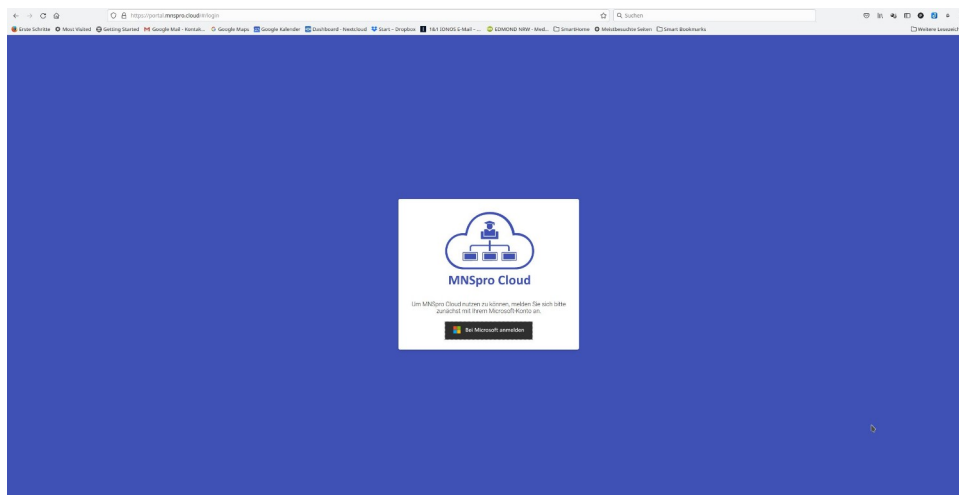 https://portal.mnspro.cloud/#/login
Suchen
Erste Schritte Most Visited Getting Started Google Mail - Kontak... Google Maps Google Kalender Dashboard - Nextcloud Start - Dropbox 1&1 IONOS E-Mail - ... EDMOND NRW - Med... SmartHome Meistbesuchte Seiten Smart Bookmarks
Weitere Lesezeich
MNSpro Cloud
Um MNSpro Cloud nutzen zu können, melden Sie sich bitte
zunächst mit Ihrem Microsoft-Konto an.
Bei Microsoft anmelden